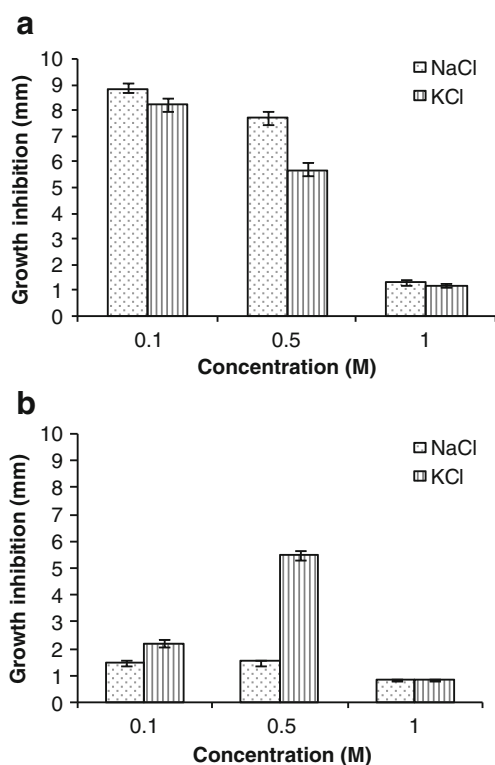 a
Growth inhibition (mm)
10
9
8
7
6
5
4
3
2
1
0
NaCl
KCl
0.1 0.5 1
Concentration (M)
b
Growth inhibition (mm)
10
9
8
7
6
5
4
3
2
1
0
NaCl
KCl
0.1 0.5 1
Concentration (M)